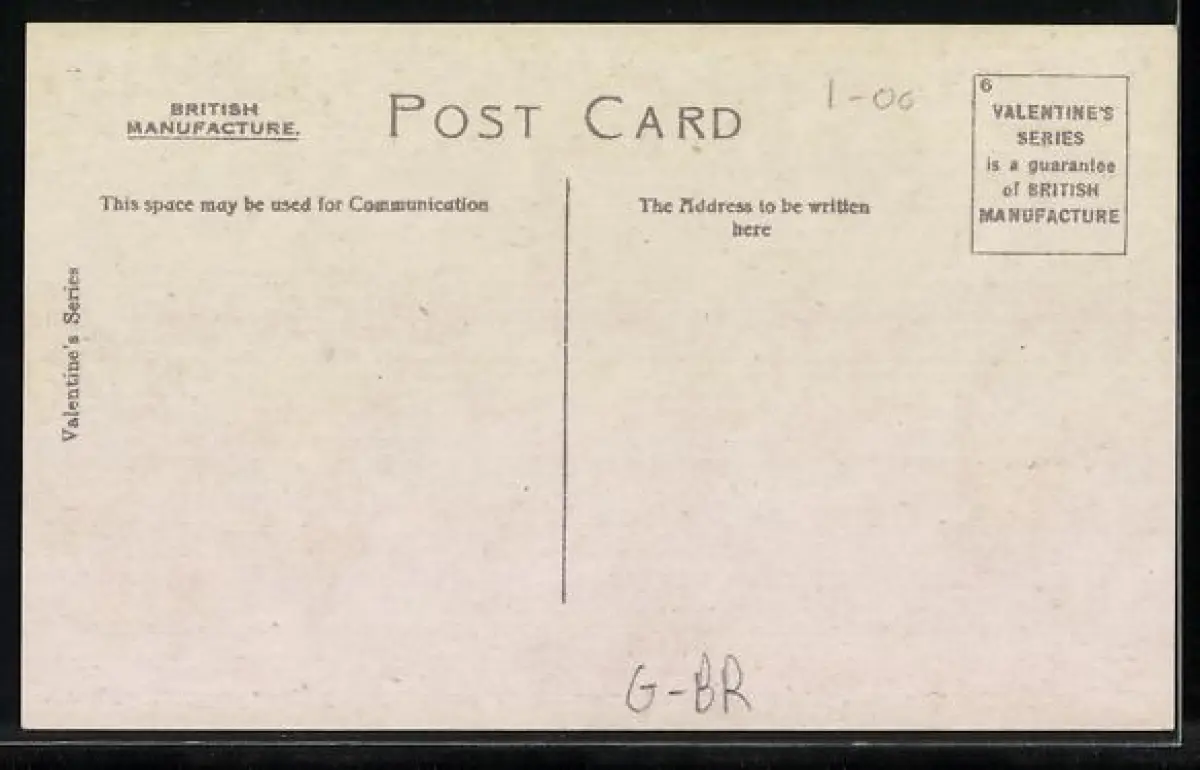 BRITISH
MANUFACTURE.
POST CARD
1-06
6
VALENTINE'S
SERIES
is a guarantee
of BRITISH
MANUFACTURE
This space may be used for Communication
The Address to be written
here
Valentine's Series
G-BR